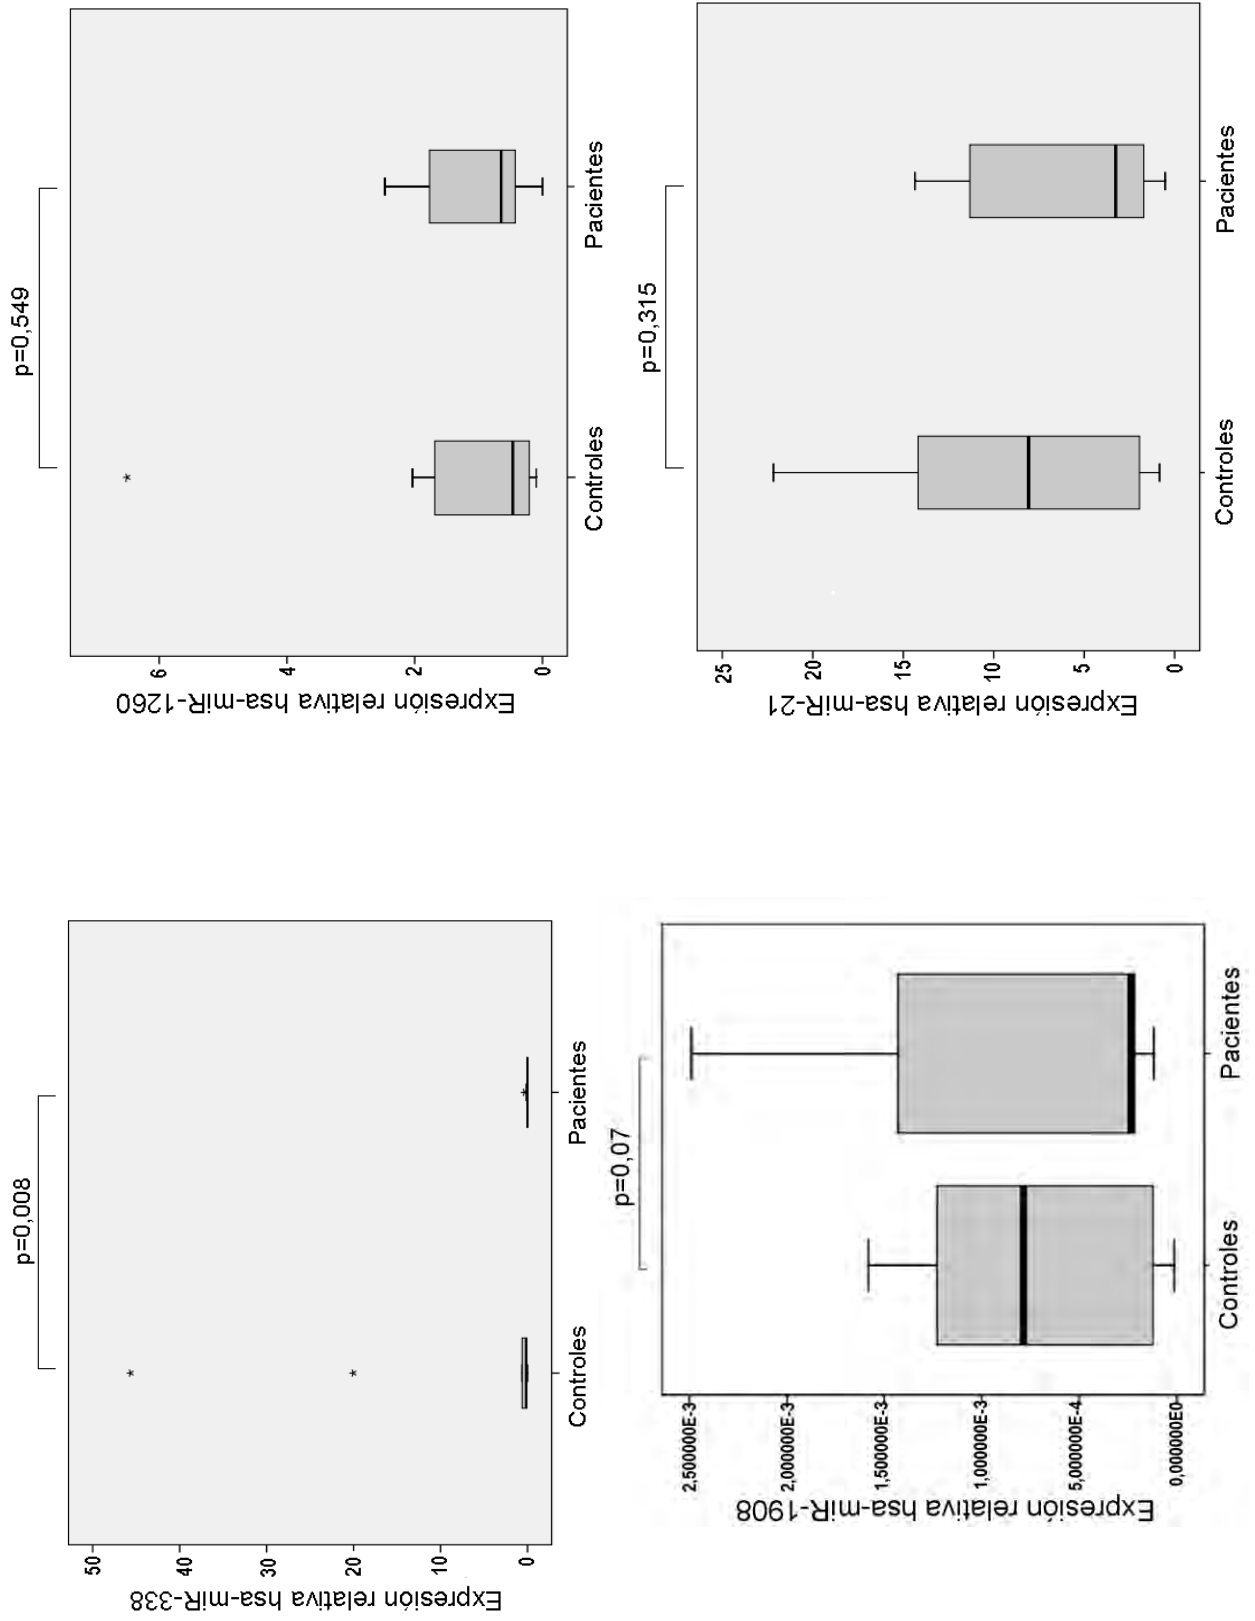 p=0,549
Expresión relativa hsa-miR-1260
6
4
2
0
Controles
Pacientes
p=0,315
Expresión relativa hsa-miR-21
25
20
15
10
5
0
Controles
Pacientes
p=0,008
Expresión relativa hsa-miR-338
50
40
30
20
10
0
Controles
Pacientes
p=0,07
Expresión relativa hsa-miR-1908
2,500000E-3
2,000000E-3
1,500000E-3
1,000000E-3
5,000000E-4
0,000000E0
Controles
Pacientes